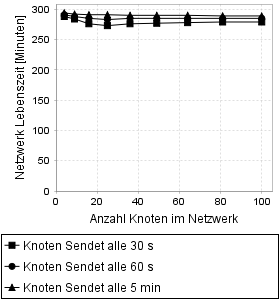 300
250
200
150
100
50
0
Netzwerk Lebenszeit [Minuten]
0 20 40 60 80 100
Anzahl Knoten im Netzwerk
Knoten Sendet alle 30 s
Knoten Sendet alle 60 s
Knoten Sendet alle 5 min